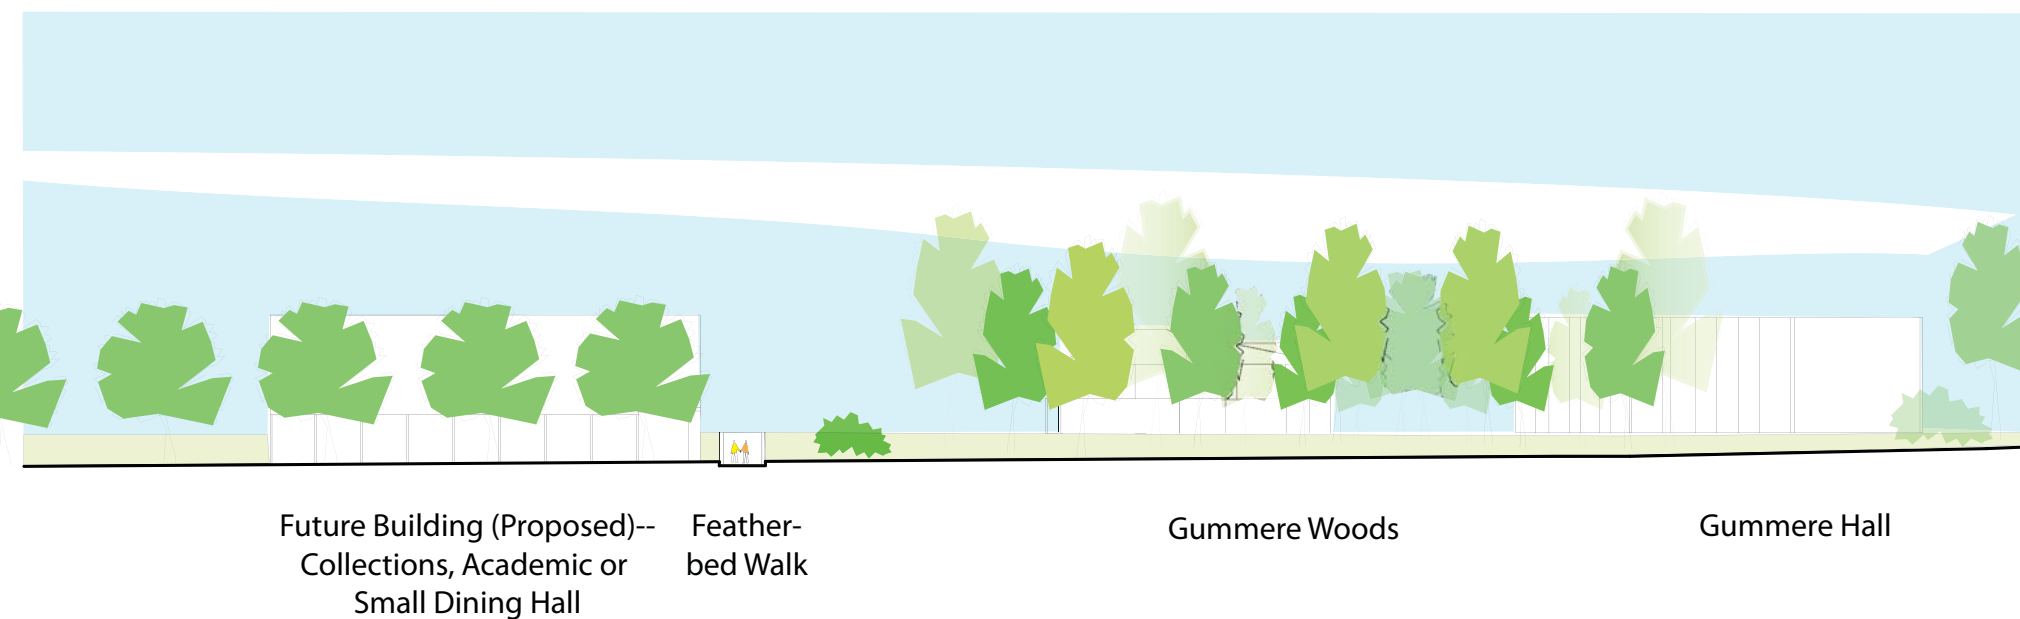 Future Building (Proposed)--
Collections, Academic or
Small Dining Hall
Feather-
bed Walk
Gummere Woods
Gummere Hall